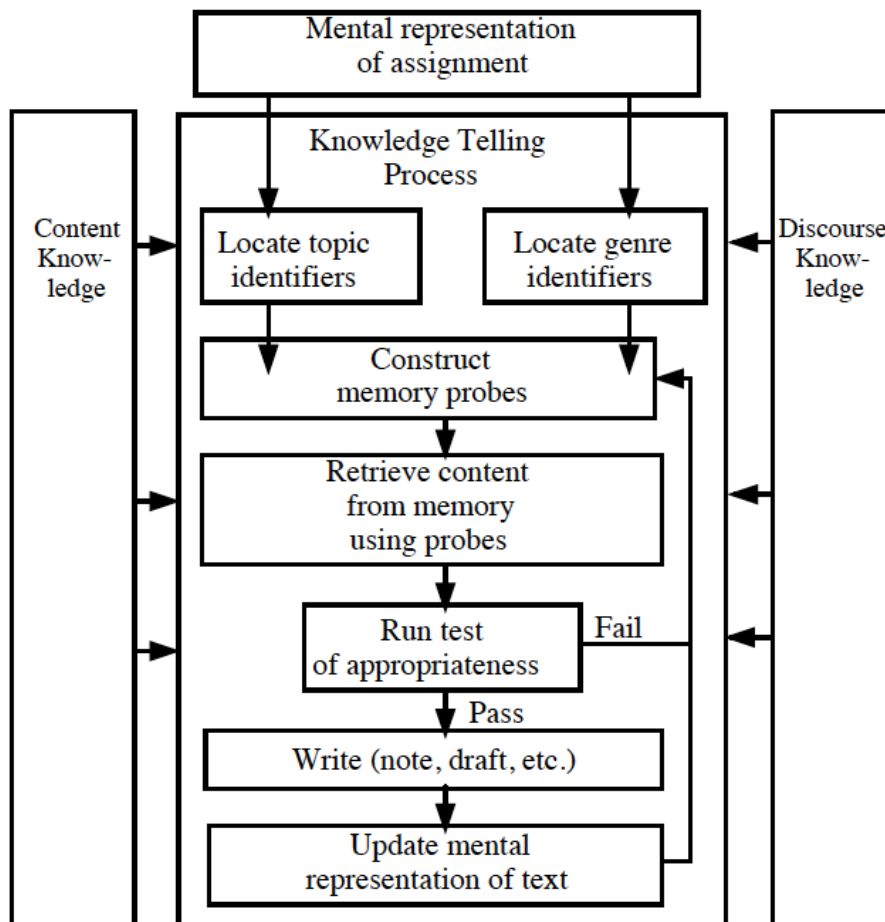 Mental representation
of assignment
Knowledge Telling
Process
Content
Know-
ledge
Locate topic
identifiers
Locate genre
identifiers
Discourse
Know-
ledge
Construct
memory probes
Retrieve content
from memory
using probes
Run test
of appropriateness
Fail
Pass
Write (note, draft, etc.)
Update mental
representation of text